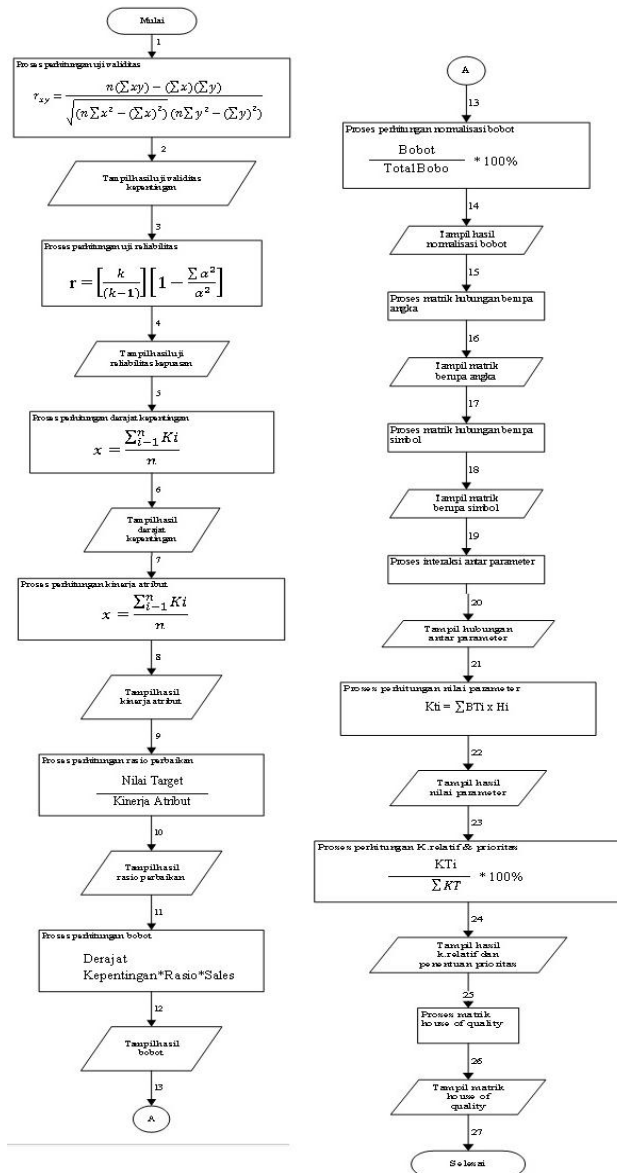 Mulai
1
Proses perhitungan uji validitas
r_xy = n(∑xy) − (∑x)(∑y) / √(n∑x² − (∑x)²) (n∑y² − (∑y)²)
2
Tampil hasil uji validitas
kepentingan
3
Proses perhitungan uji reliabilitas
r = [k / (k−1)] [1 − ∑α² / α²]
4
Tampil hasil uji
reliabilitas kepuasan
5
Proses perhitungan derajat kepentingan
x = ∑ⁿᵢ₋₁ Ki / n
6
Tampil hasil
derajat
kepentingan
7
Proses perhitungan kinerja atribut
x = ∑ⁿᵢ₋₁ Ki / n
8
Tampil hasil
kinerja atribut
9
Proses perhitungan rasio perbaikan
Nilai Target
Kinerja Atribut
10
Tampil hasil
rasio perbaikan
11
Proses perhitungan bobot
Derajat
Kepentingan*Rasio*Sales
12
Tampil hasil
bobot
13
A
A
13
Proses perhitungan normalisasi bobot
Bobot
Total Bobo * 100%
14
Tampil hasil
normalisasi bobot
15
Proses matrik hubungan berupa
angka
16
Tampil matrik
berupa angka
17
Proses matrik hubungan berupa
simbol
18
Tampil matrik
berupa simbol
19
Proses interaksi antar parameter
20
Tampil hubungan
antar parameter
21
Proses perhitungan nilai parameter
Kti = ∑BTi x Hi
22
Tampil hasil
nilai parameter
23
Proses perhitungan K.relatif & prioritas
KTi
∑KT * 100%
24
Tampil hasil
k.relatif dan
penentuan prioritas
25
Proses matrik
house of quality
26
Tampil matrik
house of
quality
27
Selesai